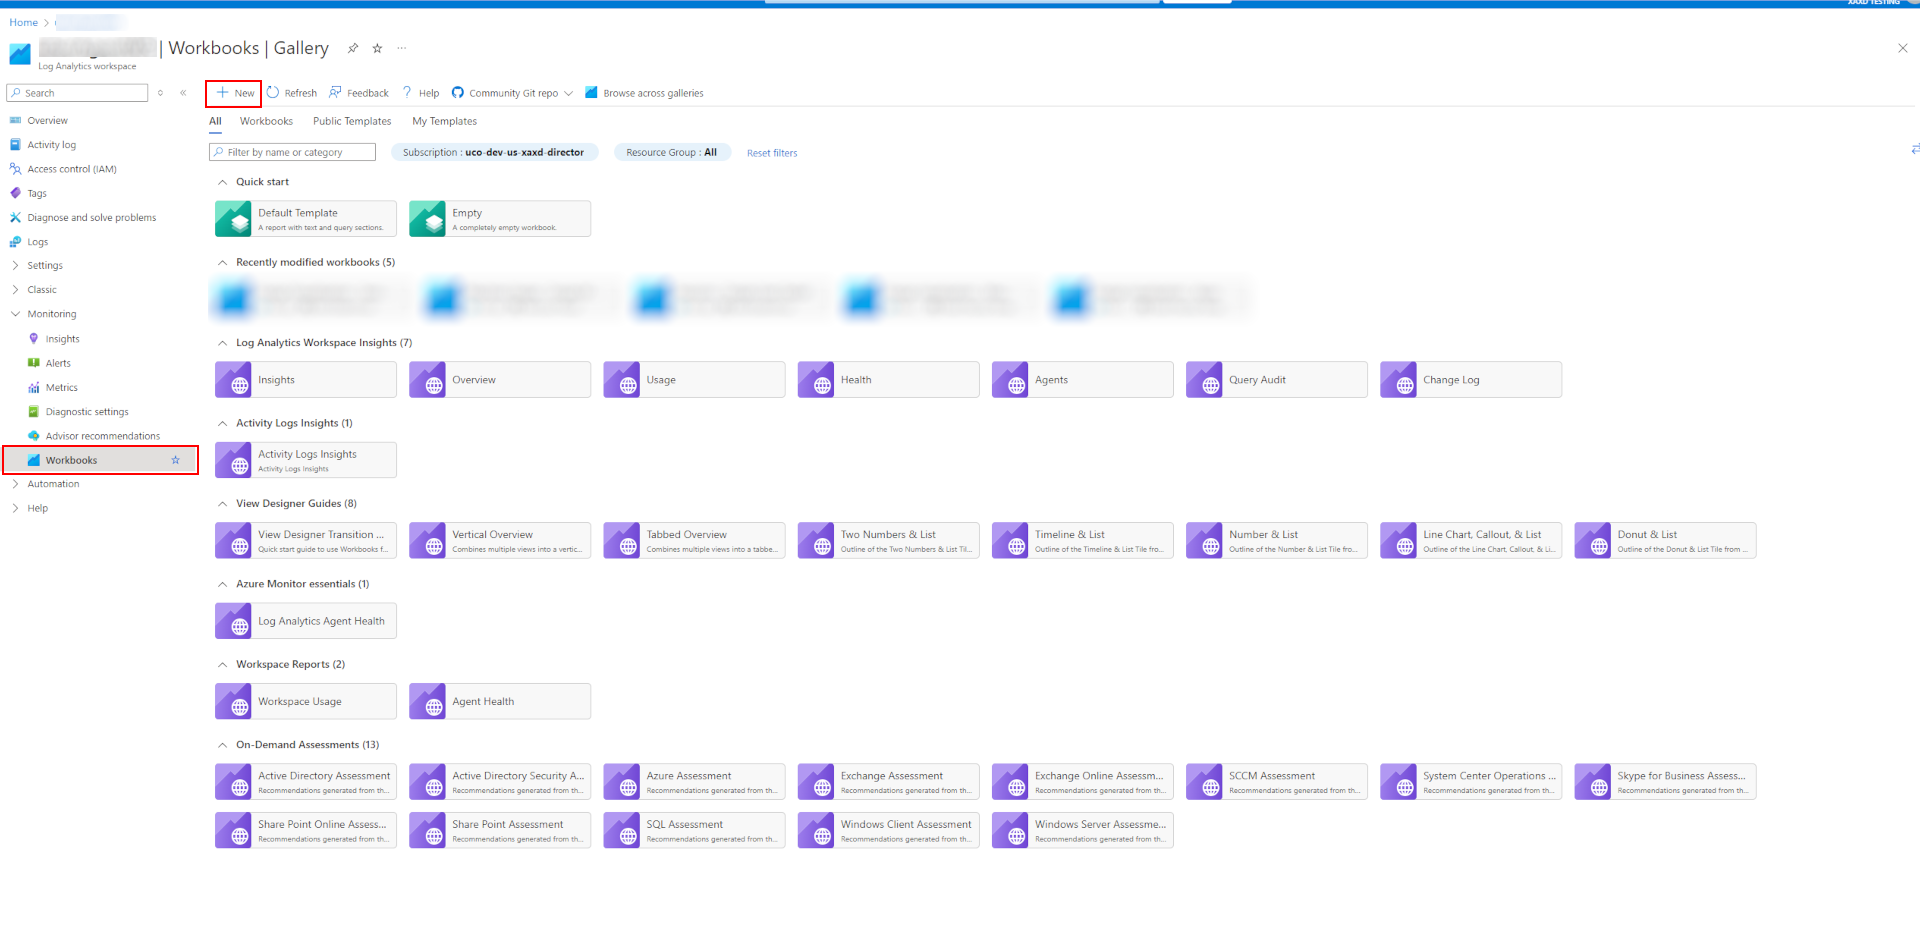 XAXD TESTING
Home
| Workbooks | Gallery
Log Analytics workspace
Search
New
Refresh
Feedback
Help
Community Git repo
Browse across galleries
Overview
Activity log
Access control (IAM)
Tags
Diagnose and solve problems
Logs
Settings
Classic
Monitoring
Insights
Alerts
Metrics
Diagnostic settings
Advisor recommendations
Workbooks
Automation
Help
All
Workbooks
Public Templates
My Templates
Filter by name or category
Subscription : uco-dev-us-xaxd-director
Resource Group : All
Reset filters
Quick start
Default Template
A report with text and query sections.
Empty
A completely empty workbook.
Recently modified workbooks (5)
Log Analytics Workspace Insights (7)
Insights
Overview
Usage
Health
Agents
Query Audit
Change Log
Activity Logs Insights (1)
Activity Logs Insights
Activity Logs Insights
View Designer Guides (8)
View Designer Transition ...
Quick start guide to use Workbooks f...
Vertical Overview
Combines multiple views into a vertic...
Tabbed Overview
Combines multiple views into a tabbe...
Two Numbers & List
Outline of the Two Numbers & List Til...
Timeline & List
Outline of the Timeline & List Tile fro...
Number & List
Outline of the Number & List Tile fro...
Line Chart, Callout, & List
Outline of the Line Chart, Callout, & Li...
Donut & List
Outline of the Donut & List Tile from ...
Azure Monitor essentials (1)
Log Analytics Agent Health
Workspace Reports (2)
Workspace Usage
Agent Health
On-Demand Assessments (13)
Active Directory Assessment
Recommendations generated from th...
Active Directory Security A...
Recommendations generated from th...
Azure Assessment
Recommendations generated from th...
Exchange Assessment
Recommendations generated from th...
Exchange Online Assessm...
Recommendations generated from th...
SCCM Assessment
Recommendations generated from th...
System Center Operations ...
Recommendations generated from th...
Skype for Business Assess...
Recommendations generated from th...
Share Point Online Assess...
Recommendations generated from th...
Share Point Assessment
Recommendations generated from th...
SQL Assessment
Recommendations generated from th...
Windows Client Assessment
Recommendations generated from th...
Windows Server Assessme...
Recommendations generated from th...